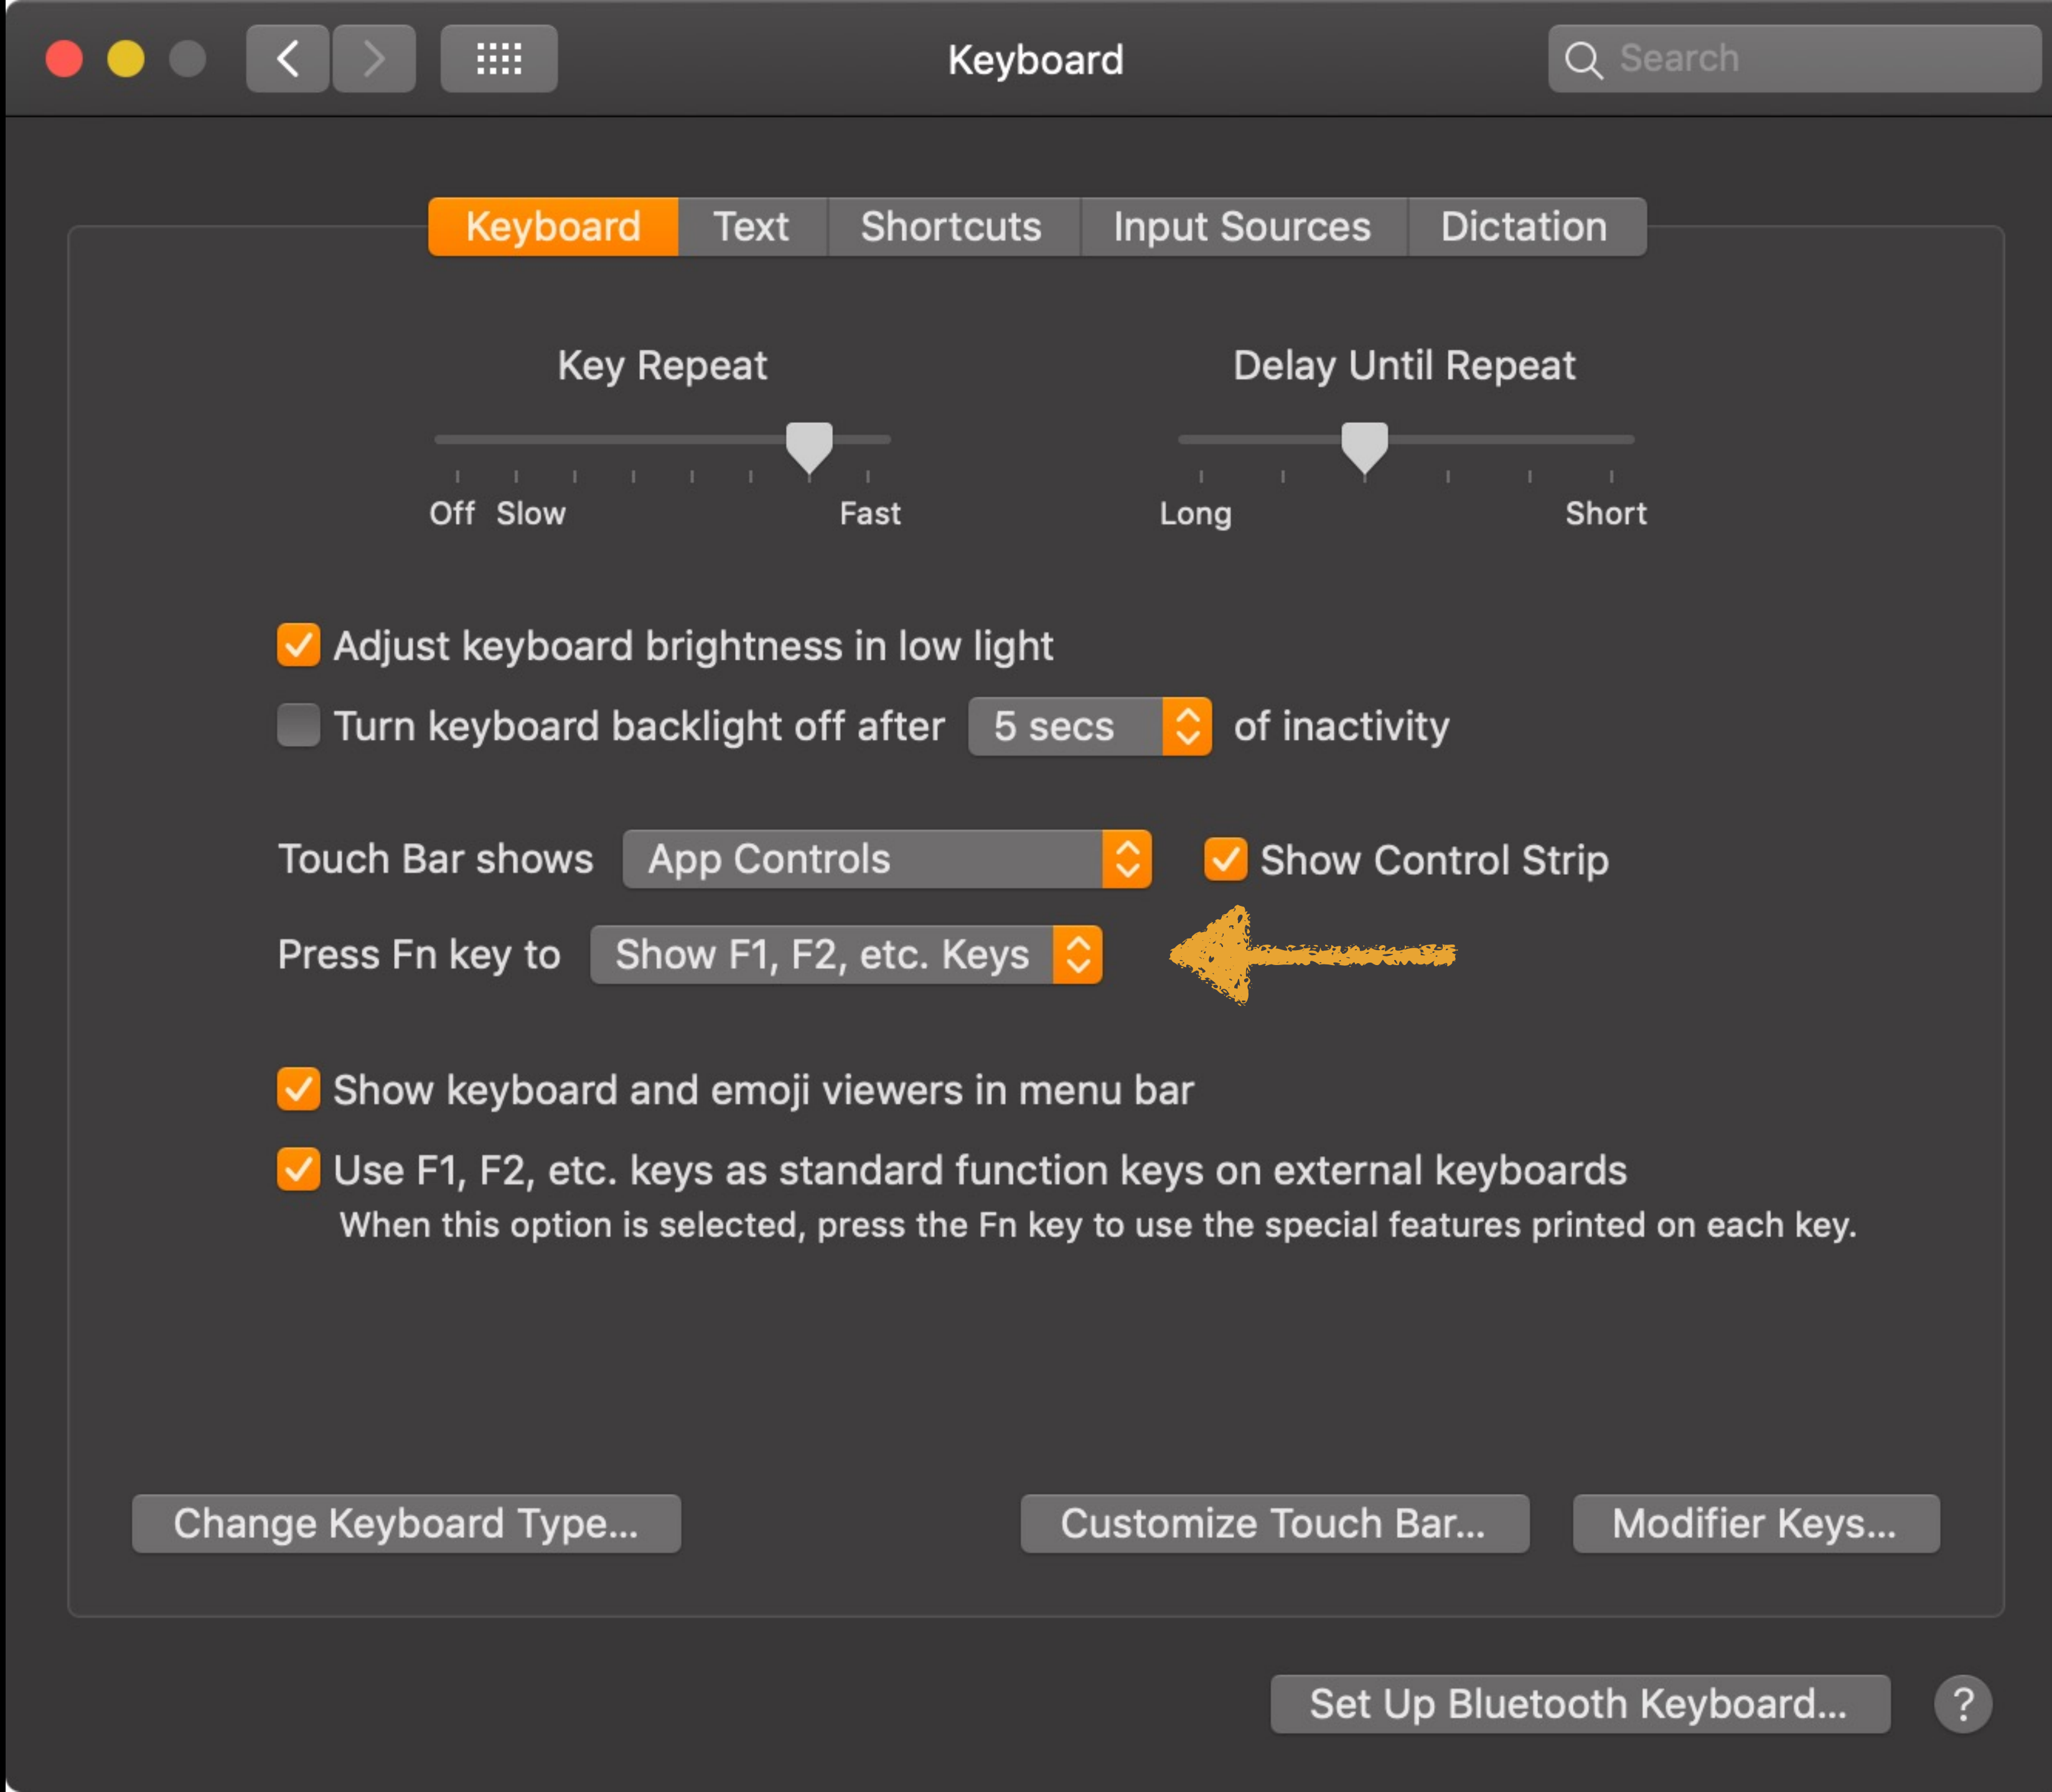 Keyboard
Search
Keyboard Text Shortcuts Input Sources Dictation
Key Repeat
Delay Until Repeat
Off Slow Fast
Long Short
Adjust keyboard brightness in low light
Turn keyboard backlight off after 5 secs of inactivity
Touch Bar shows App Controls Show Control Strip
Press Fn key to Show F1, F2, etc. Keys
Show keyboard and emoji viewers in menu bar
Use F1, F2, etc. keys as standard function keys on external keyboards
When this option is selected, press the Fn key to use the special features printed on each key.
Change Keyboard Type... Customize Touch Bar... Modifier Keys...
Set Up Bluetooth Keyboard... ?